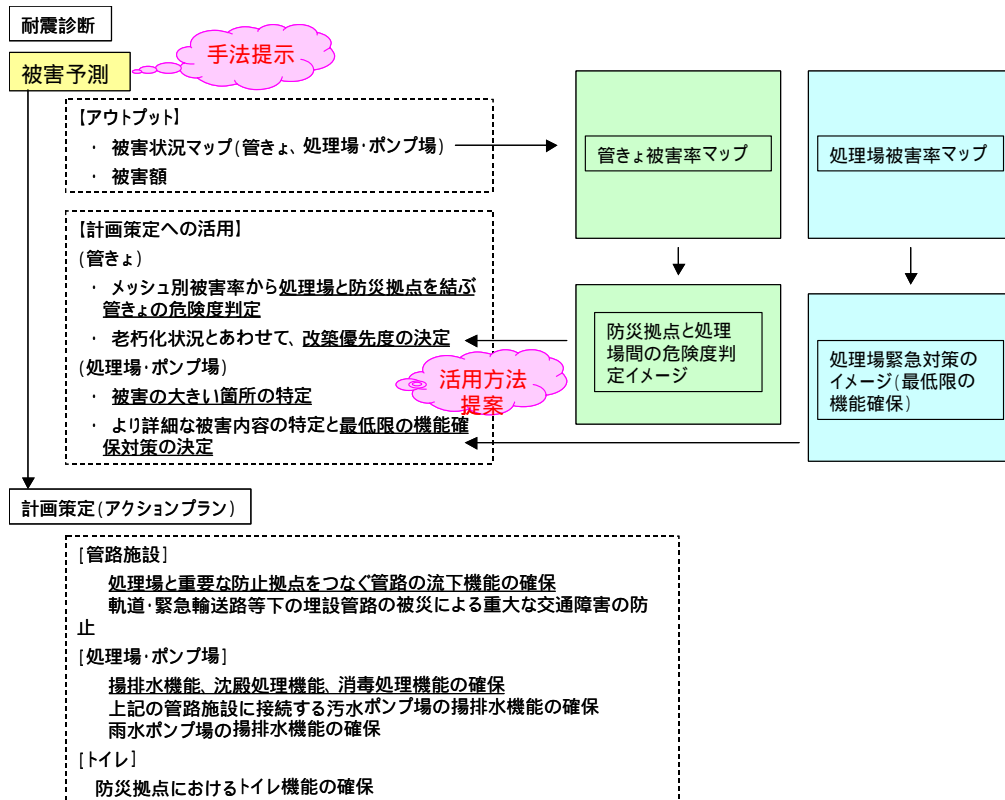 耐震診断
被害予測
手法提示
【アウトプット】
・ 被害状況マップ(管きょ、処理場・ポンプ場)
・ 被害額
管きょ被害率マップ
処理場被害率マップ
【計画策定への活用】
(管きょ)
・ メッシュ別被害率から処理場と防災拠点を結ぶ
管きょの危険度判定
・ 老朽化状況とあわせて、改築優先度の決定
(処理場・ポンプ場)
・ 被害の大きい箇所の特定
・ より詳細な被害内容の特定と最低限の機能確
保対策の決定
活用方法
提案
防災拠点と処理
場間の危険度判
定イメージ
処理場緊急対策の
イメージ(最低限の
機能確保)
計画策定(アクションプラン)
[管路施設]
処理場と重要な防止拠点をつなぐ管路の流下機能の確保
軌道・緊急輸送路等下の埋設管路の被災による重大な交通障害の防
止
[処理場・ポンプ場]
揚排水機能、沈殿処理機能、消毒処理機能の確保
上記の管路施設に接続する汚水ポンプ場の揚排水機能の確保
雨水ポンプ場の揚排水機能の確保
[トイレ]
防災拠点におけるトイレ機能の確保